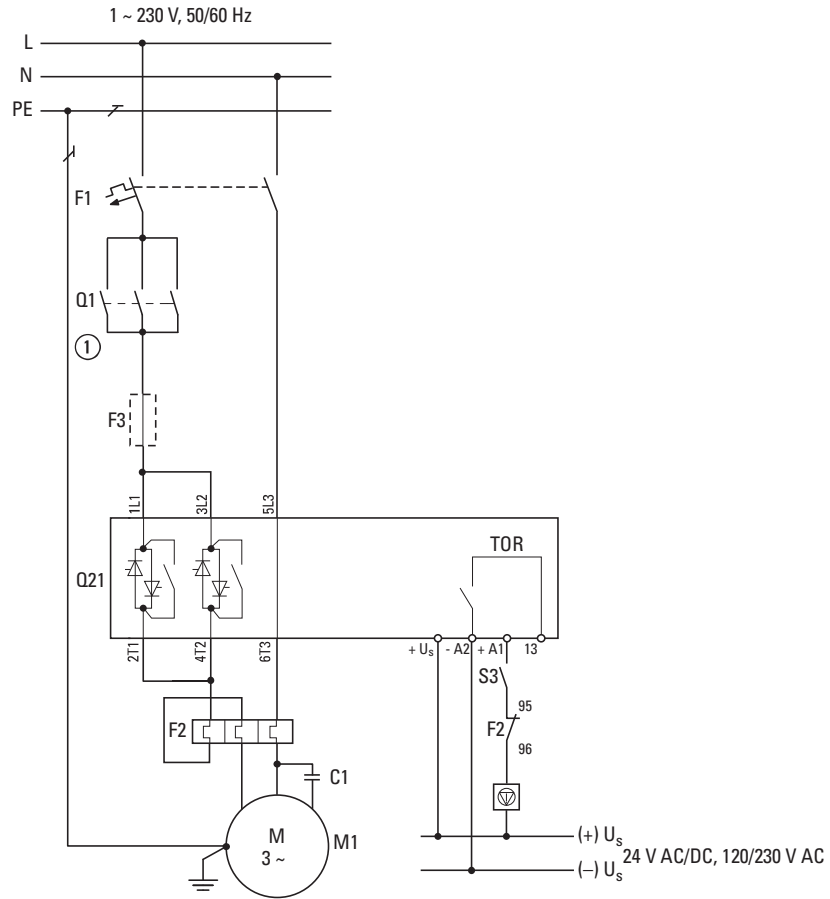 1 ~ 230 V, 50/60 Hz
L
N
PE
F1
Q1
1
F3
1L1
3L2
5L3
TOR
Q21
2T1
4T2
6T3
+ Us
- A2
+ A1
13
S3
95
F2
96
F2
C1
M
3 ~
M1
(+) Us
24 V AC/DC, 120/230 V AC
(–) Us